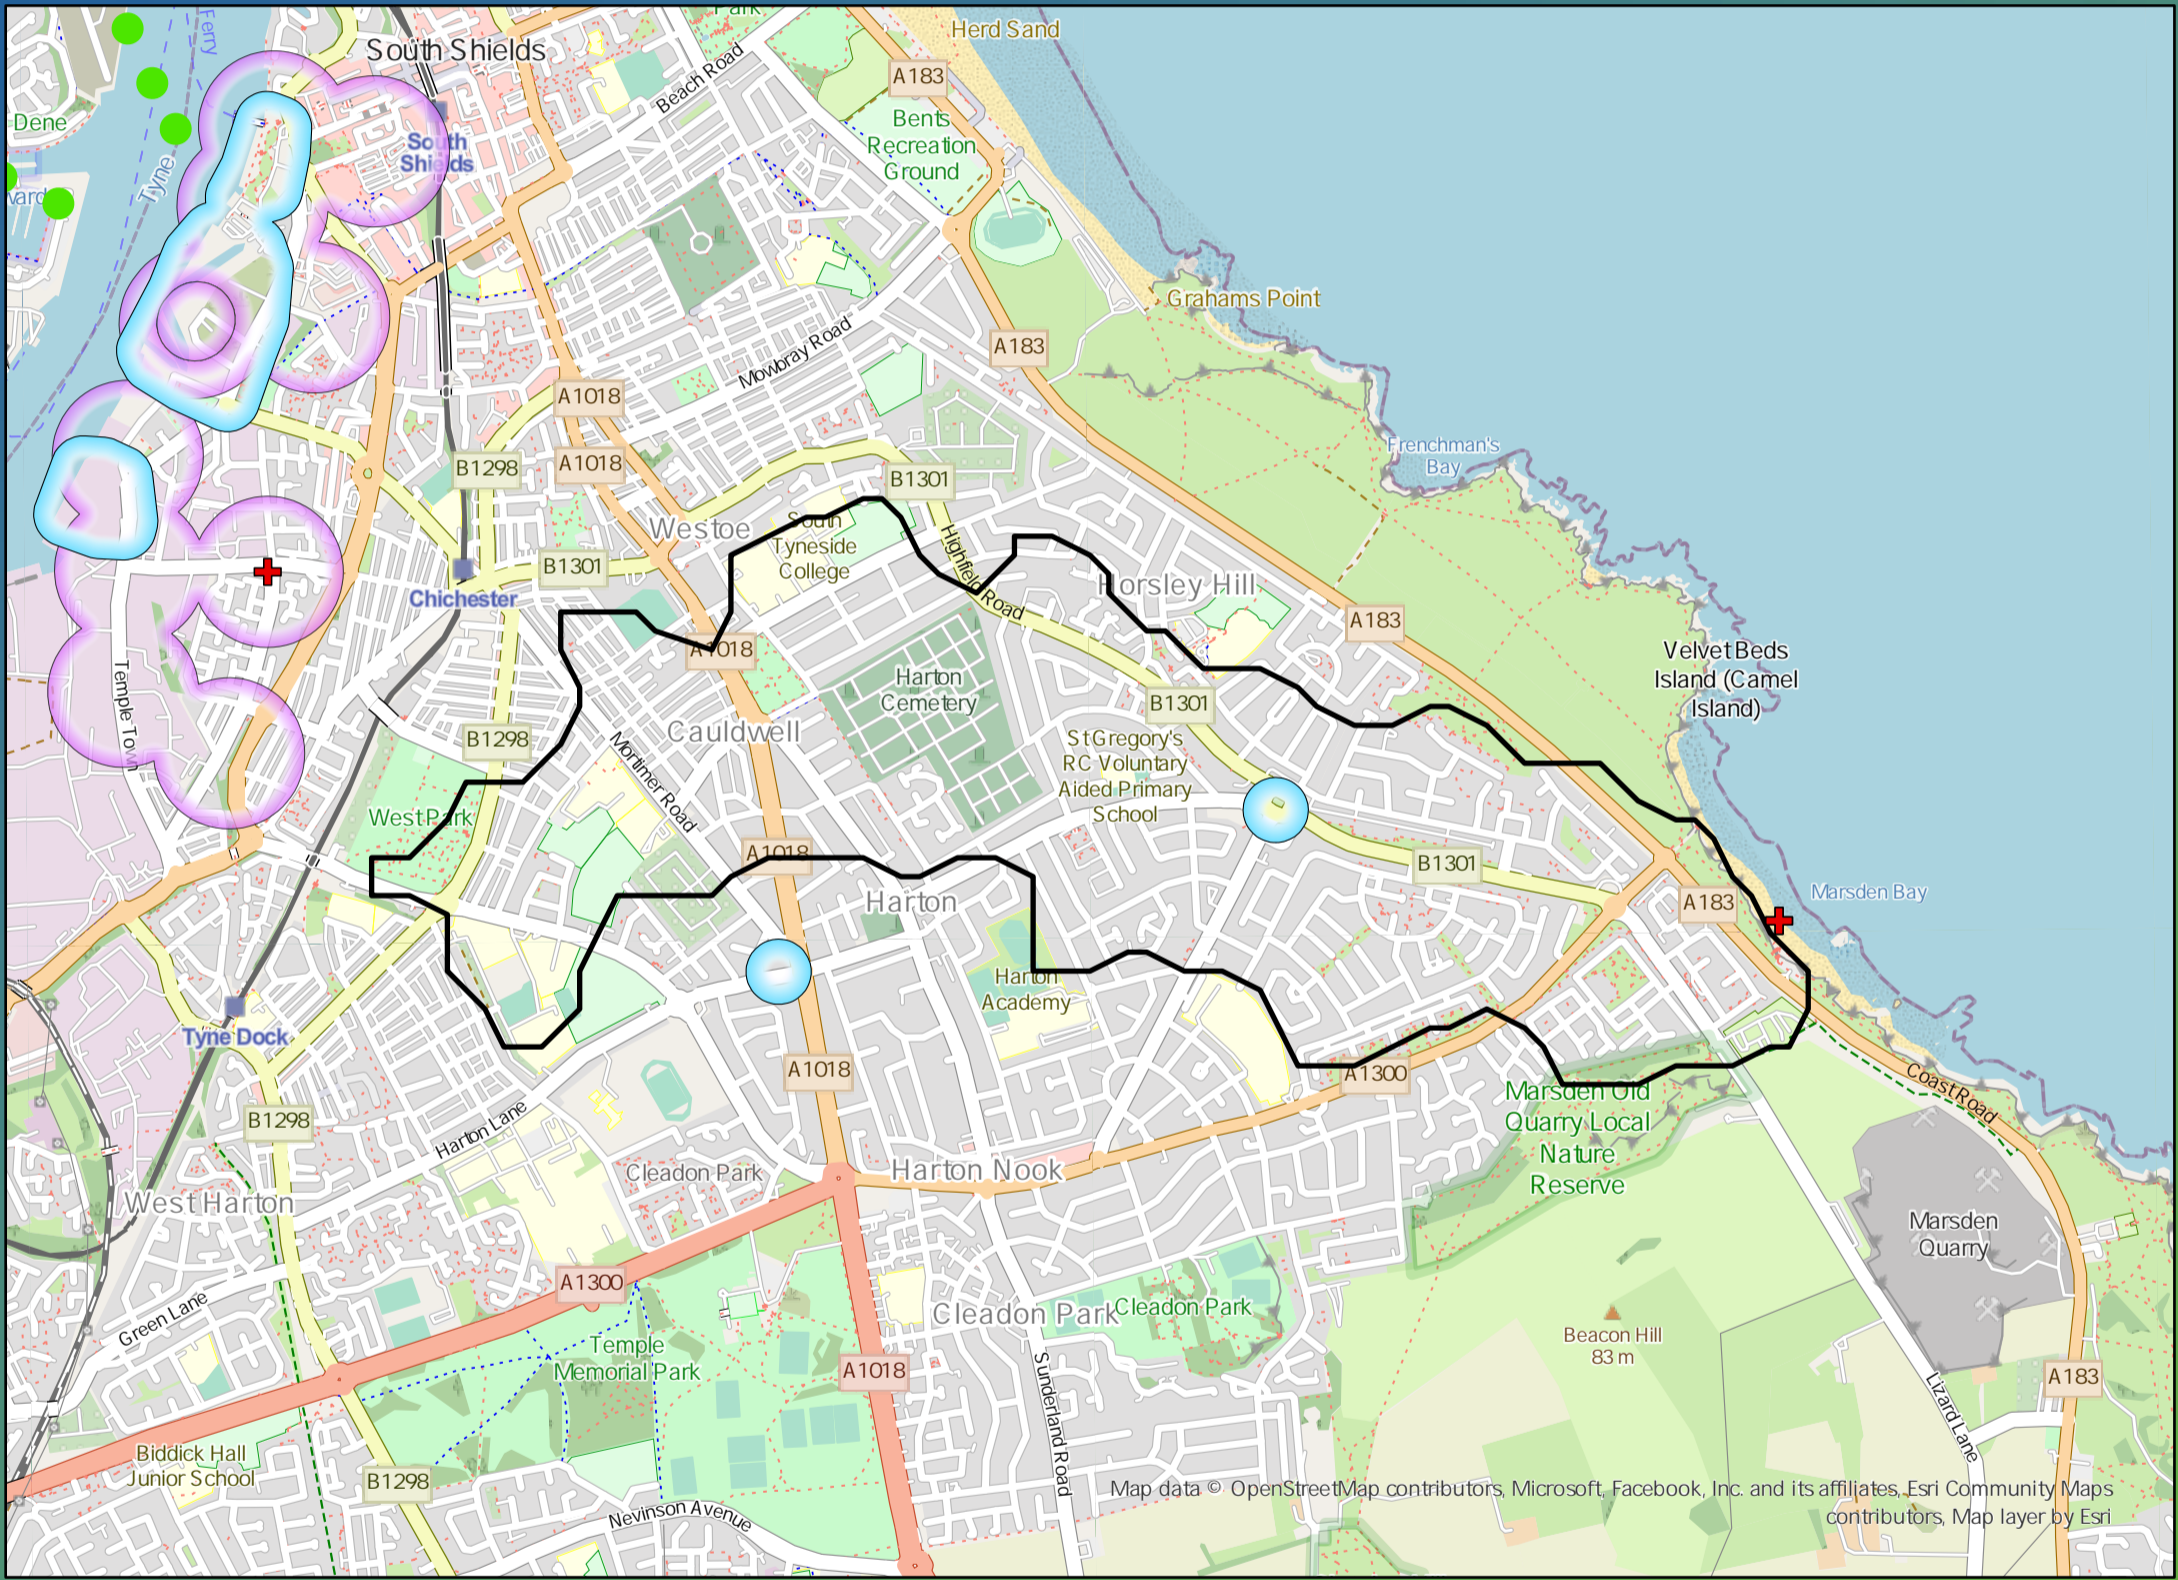 Park
Herd Sand
Ferry
South Shields
Beach Road
A183
Dene
South
Shields
Bents
Recreation
Ground
Tyne
Grahams Point
Mowbray Road
A183
A1018
Frenchman's
Bay
B1298
A1018
B1301
Westoe
South
Tyneside
College
Highfield Road
B1301
Horsley Hill
Chichester
A183
A1018
Velvet Beds
Island (Camel
Island)
Temple Town
Harton
Cemetery
B1301
B1298
Cauldwell
Mortimer Road
St Gregory's
RC Voluntary
Aided Primary
School
West Park
A1018
B1301
Harton
A183
Marsden Bay
Harton
Academy
Tyne Dock
A1018
A1300
Marsden Old
Quarry Local
Nature
Reserve
Coast Road
B1298
Harton Lane
Cleadon Park
Harton Nook
West Harton
Marsden
Quarry
A1300
Green Lane
Cleadon Park
Cleadon Park
Beacon Hill
83 m
Temple
Memorial Park
A1018
Sunderland Road
A183
Lizard Lane
Biddick Hall
Junior School
B1298
Nevinson Avenue
Map data © OpenStreetMap contributors, Microsoft, Facebook, Inc. and its affiliates, Esri Community Maps
contributors, Map layer by Esri